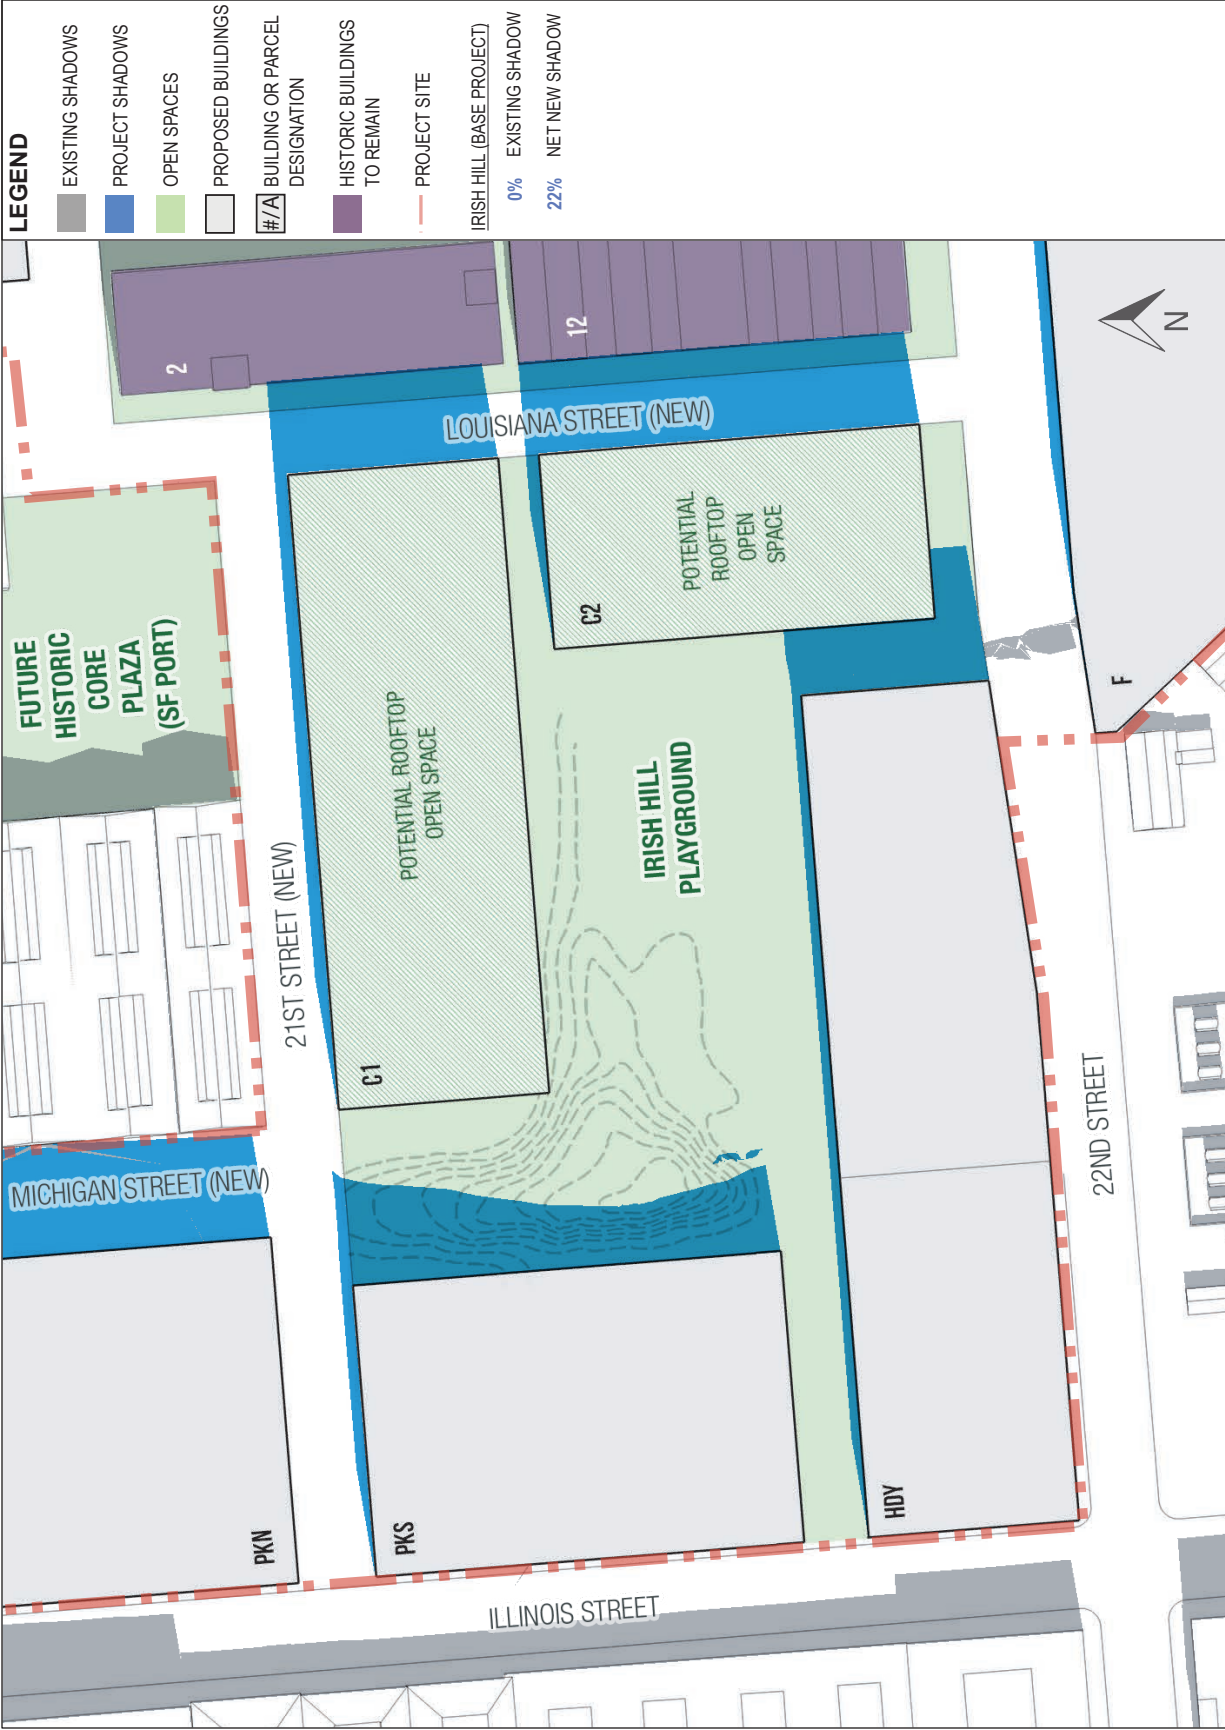 LEGEND
EXISTING SHADOWS
PROJECT SHADOWS
OPEN SPACES
PROPOSED BUILDINGS
#/A
BUILDING OR PARCEL
DESIGNATION
HISTORIC BUILDINGS
TO REMAIN
PROJECT SITE
IRISH HILL (BASE PROJECT)
0% EXISTING SHADOW
22% NET NEW SHADOW
FUTURE
HISTORIC
CORE
PLAZA
(SF PORT)
2
12
LOUISIANA STREET (NEW)
MICHIGAN STREET (NEW)
21ST STREET (NEW)
POTENTIAL ROOFTOP
OPEN SPACE
C1
POTENTIAL
ROOFTOP
OPEN
SPACE
C2
IRISH HILL
PLAYGROUND
PKN
PKS
HDY
F
22ND STREET
ILLINOIS STREET
N